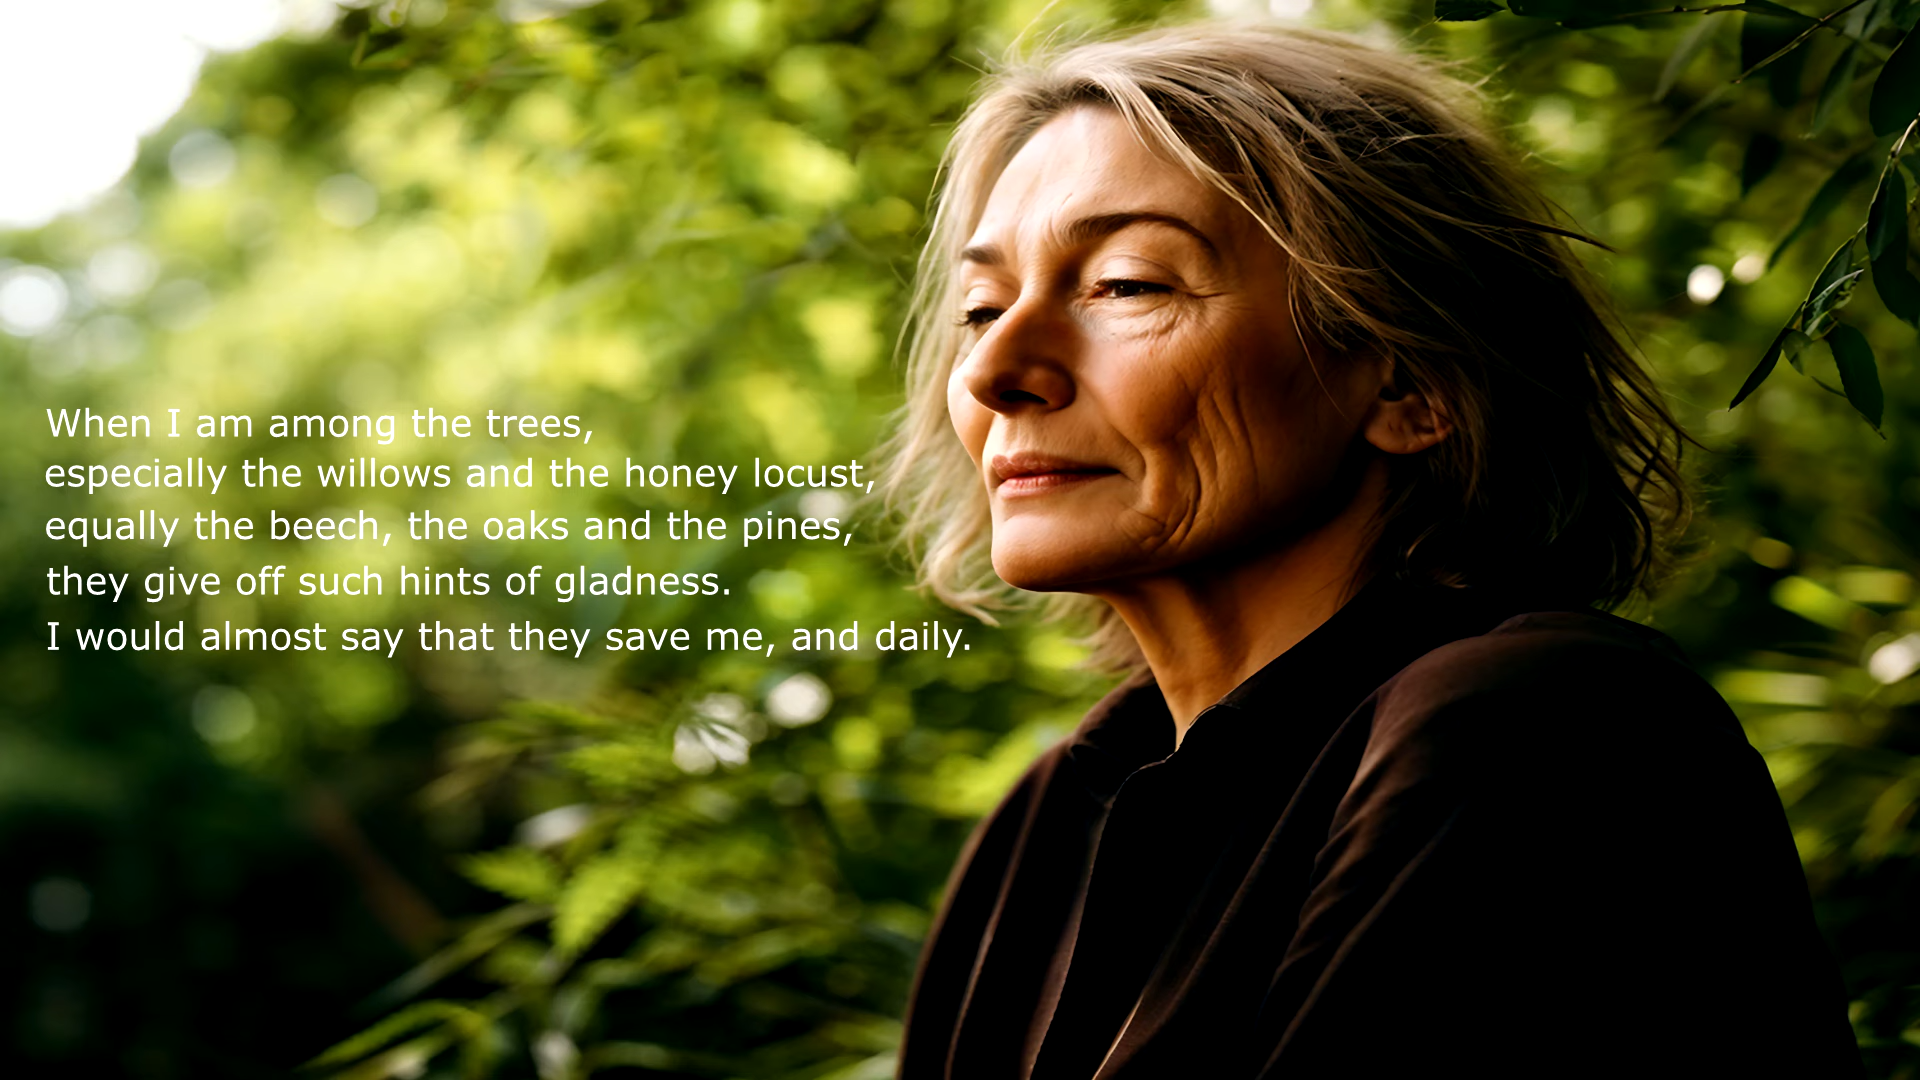 When I am among the trees,
especially the willows and the honey locust,
equally the beech, the oaks and the pines,
they give off such hints of gladness.
I would almost say that they save me, and daily.